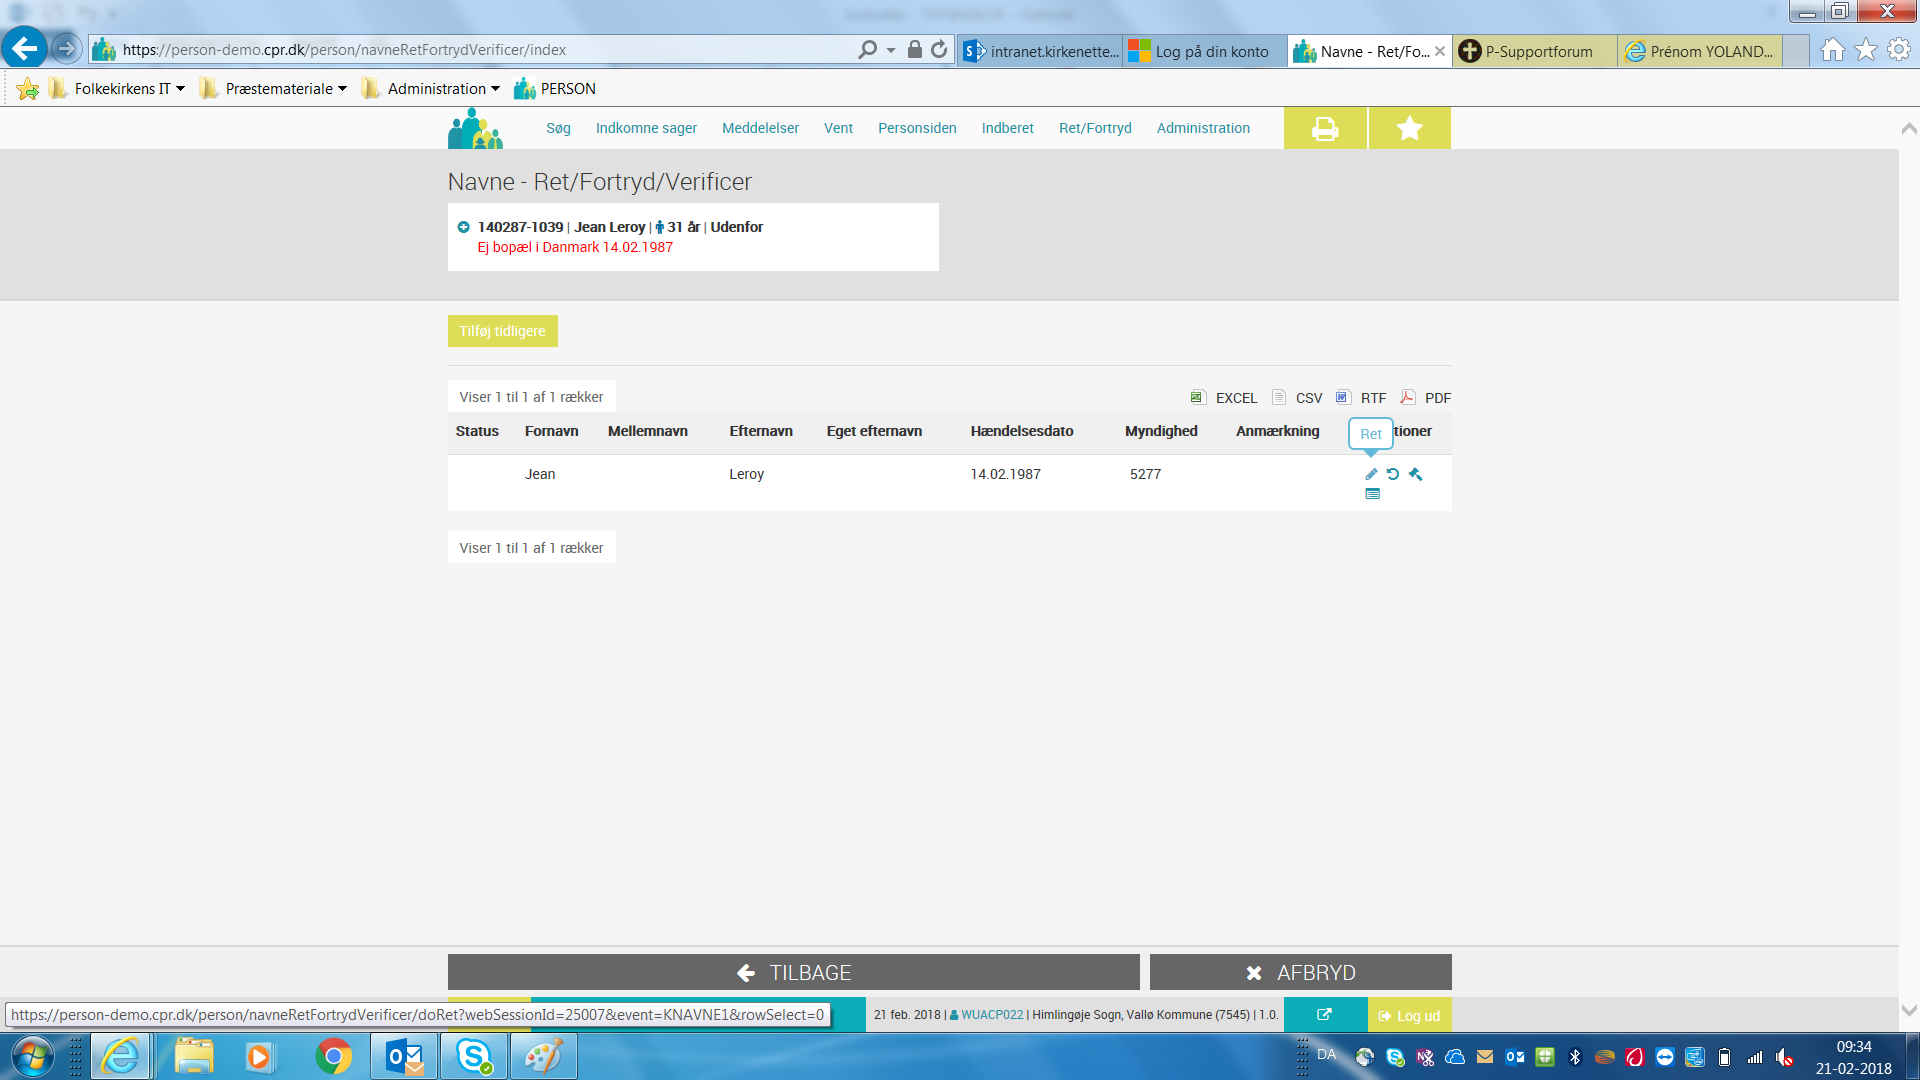 https://person-demo.cpr.dk/person/navneRetFortrydVerificer/index
intranet.kirkenette...
Log på din konto
Navne - Ret/Fo...
P-Supportforum
Prénom YOLAND...
Folkekirkens IT
Præstemateriale
Administration
PERSON
Søg
Indkomne sager
Meddelelser
Vent
Personsiden
Indberet
Ret/Fortryd
Administration
Navne - Ret/Fortryd/Verificer
140287-1039 | Jean Leroy | 31 år | Udenfor
Ej bopæl i Danmark 14.02.1987
Tilføj tidligere
Viser 1 til 1 af 1 rækker
EXCEL
CSV
RTF
PDF
Status Fornavn Mellemnavn Efternavn Eget efternavn Hændelsesdato Myndighed Anmærkning tioner
Ret
Jean Leroy 14.02.1987 5277
Viser 1 til 1 af 1 rækker
TILBAGE
AFBRYD
https://person-demo.cpr.dk/person/navneRetFortrydVerificer/doRet?webSessionId=25007&event=KNAVNE1&rowSelect=0
21 feb. 2018 | WUACP022 | Himlingøje Sogn, Vallø Kommune (7545) | 1.0.
Log ud
DA
09:34
21-02-2018